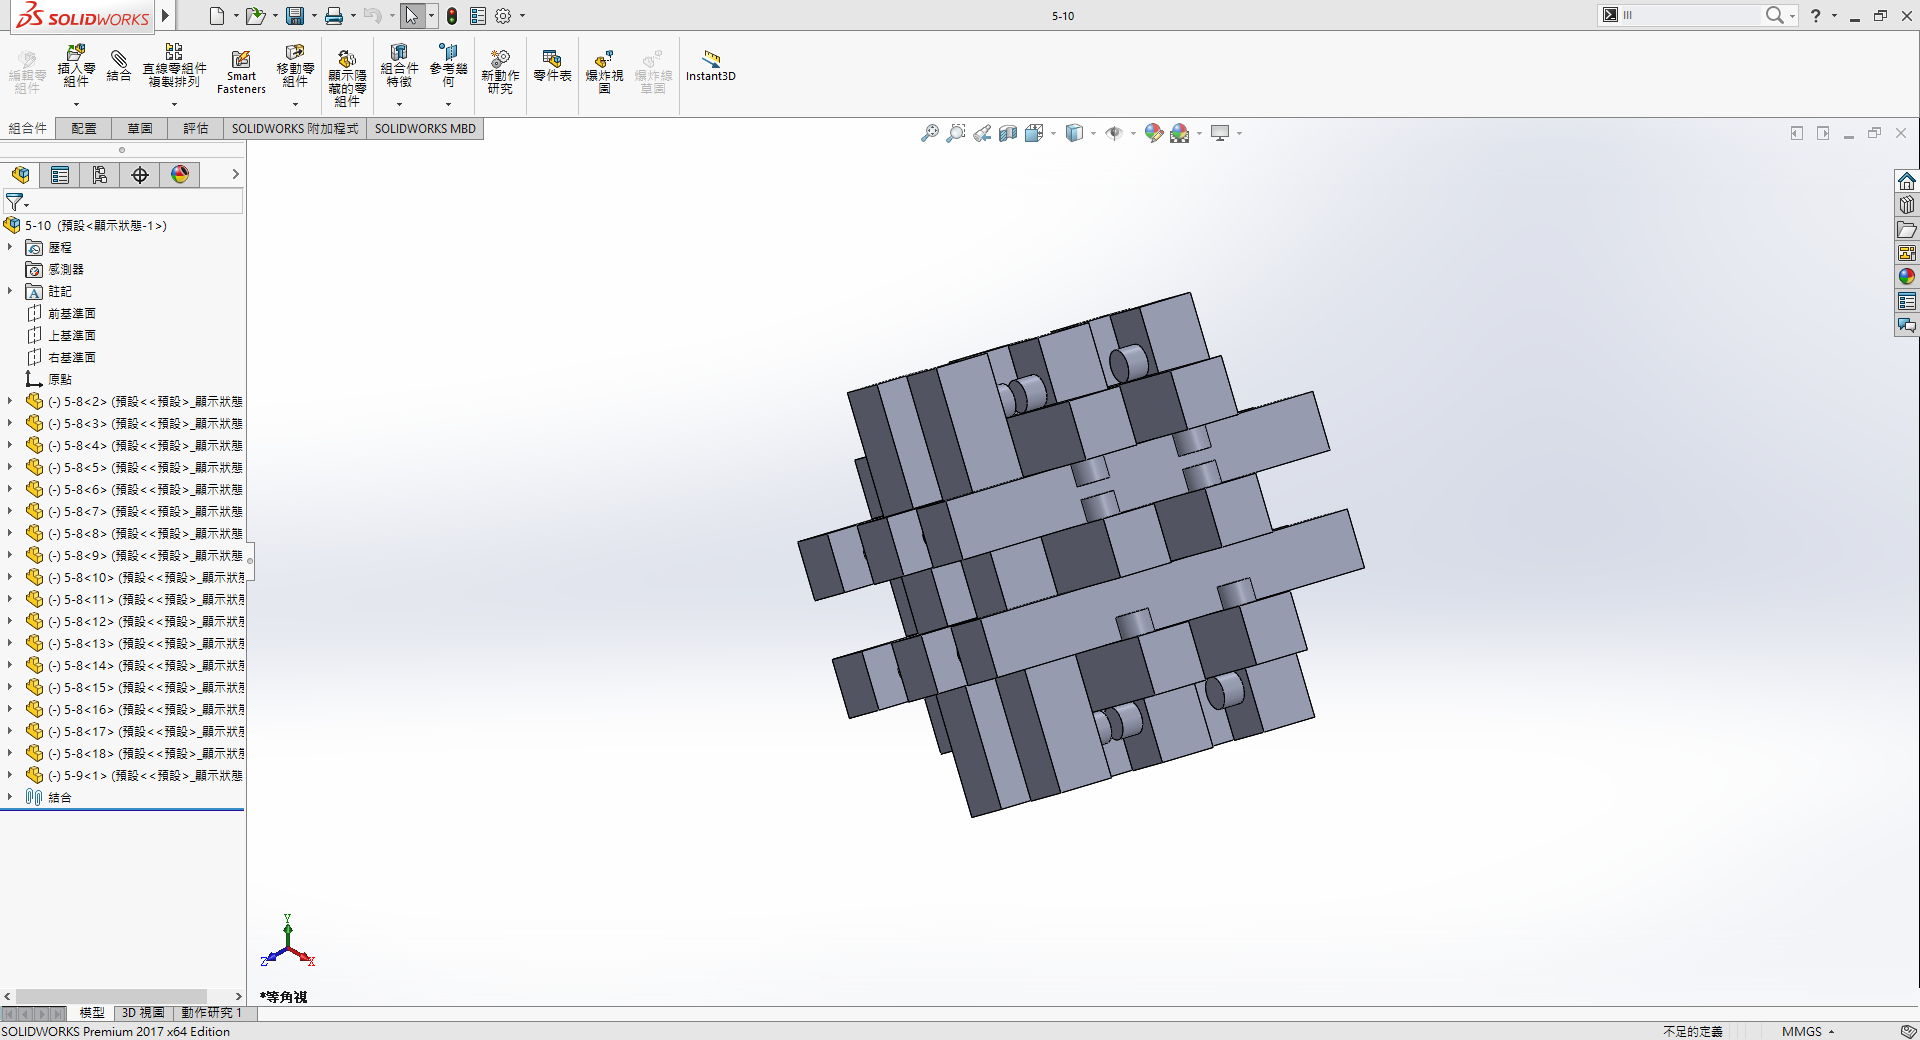 SOLIDWORKS
5-10
III
編輯零組件
插入零組件
結合
直線零組件複製排列
Smart Fasteners
移動零組件
顯示隱藏的零組件
組合件特徵
參考幾何
新動作研究
零件表
爆炸視圖
爆炸線草圖
Instant3D
組合件
配置
草圖
評估
SOLIDWORKS 附加程式
SOLIDWORKS MBD
5-10 (預設<顯示狀態-1>)
歷程
感測器
註記
前基準面
上基準面
右基準面
原點
(-) 5-8<2> (預設<<預設>_顯示狀態
(-) 5-8<3> (預設<<預設>_顯示狀態
(-) 5-8<4> (預設<<預設>_顯示狀態
(-) 5-8<5> (預設<<預設>_顯示狀態
(-) 5-8<6> (預設<<預設>_顯示狀態
(-) 5-8<7> (預設<<預設>_顯示狀態
(-) 5-8<8> (預設<<預設>_顯示狀態
(-) 5-8<9> (預設<<預設>_顯示狀態
(-) 5-8<10> (預設<<預設>_顯示狀
(-) 5-8<11> (預設<<預設>_顯示狀
(-) 5-8<12> (預設<<預設>_顯示狀
(-) 5-8<13> (預設<<預設>_顯示狀
(-) 5-8<14> (預設<<預設>_顯示狀
(-) 5-8<15> (預設<<預設>_顯示狀
(-) 5-8<16> (預設<<預設>_顯示狀
(-) 5-8<17> (預設<<預設>_顯示狀
(-) 5-8<18> (預設<<預設>_顯示狀
(-) 5-9<1> (預設<<預設>_顯示狀態
結合
Y
Z
X
*等角視
模型
3D 視圖
動作研究 1
SOLIDWORKS Premium 2017 x64 Edition
不足的定義
MMGS